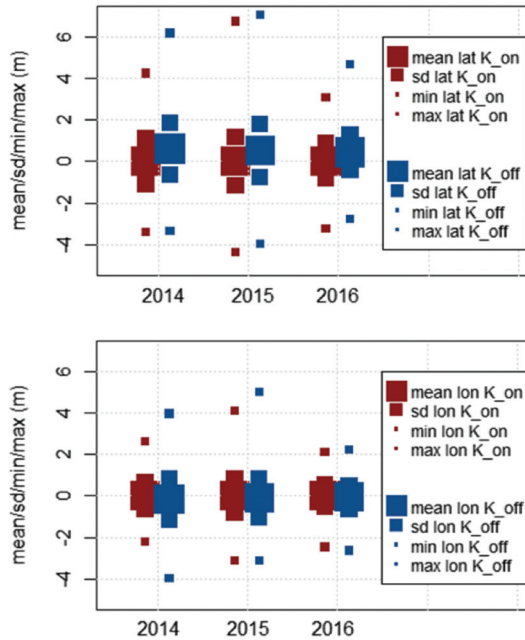 mean/sd/min/max (m)
6
4
2
0
-2
-4
2014
2015
2016
mean lat K_on
sd lat K_on
min lat K_on
max lat K_on
mean lat K_off
sd lat K_off
min lat K_off
max lat K_off
mean/sd/min/max (m)
6
4
2
0
-2
-4
2014
2015
2016
mean lon K_on
sd lon K_on
min lon K_on
max lon K_on
mean lon K_off
sd lon K_off
min lon K_off
max lon K_off